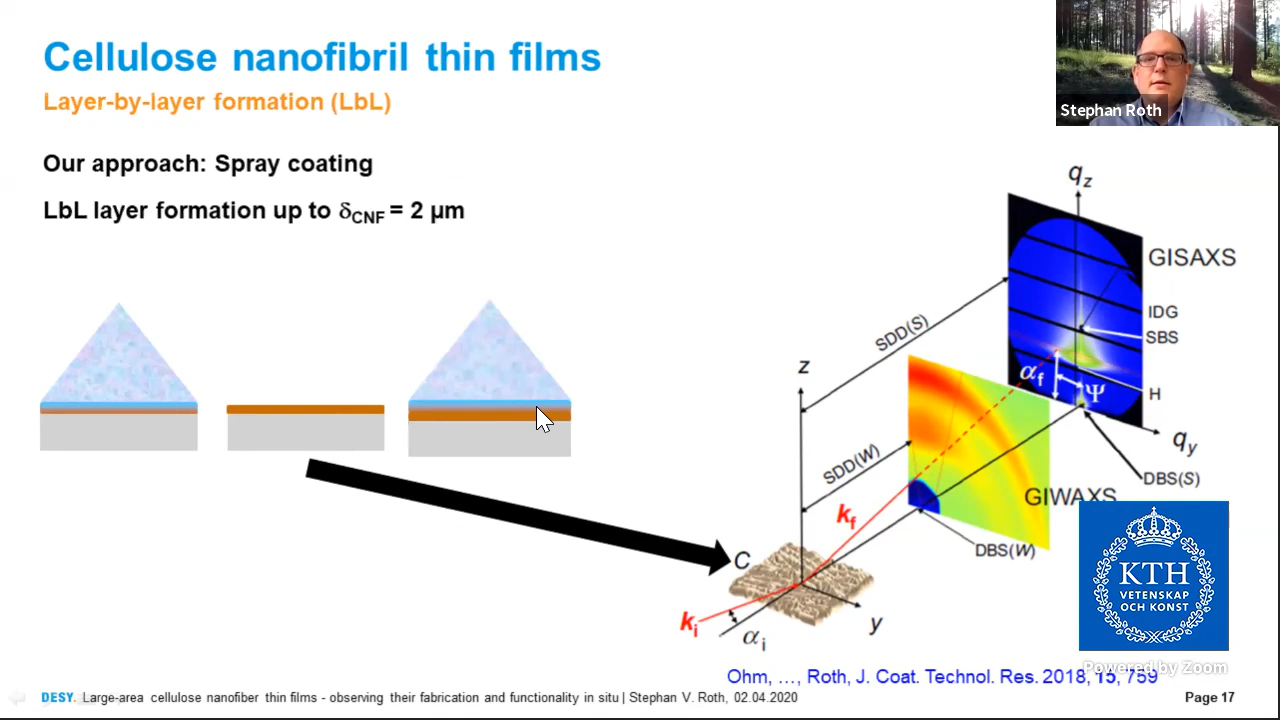 Cellulose nanofibril thin films
Layer-by-layer formation (LbL)
Stephan Roth
Our approach: Spray coating
LbL layer formation up to δCNF = 2 µm
qz
GISAXS
IDG
SBS
SDD(S)
z
αf
Ψ
H
qy
SDD(W)
DBS(S)
GIWAXS
kf
DBS(W)
C
ki
αi
y
KTH
VETENSKAP
OCH KONST
Powered by Zoom
Ohm, …, Roth, J. Coat. Technol. Res. 2018, 15, 759
DESY. Large-area cellulose nanofiber thin films - observing their fabrication and functionality in situ | Stephan V. Roth, 02.04.2020
Page 17